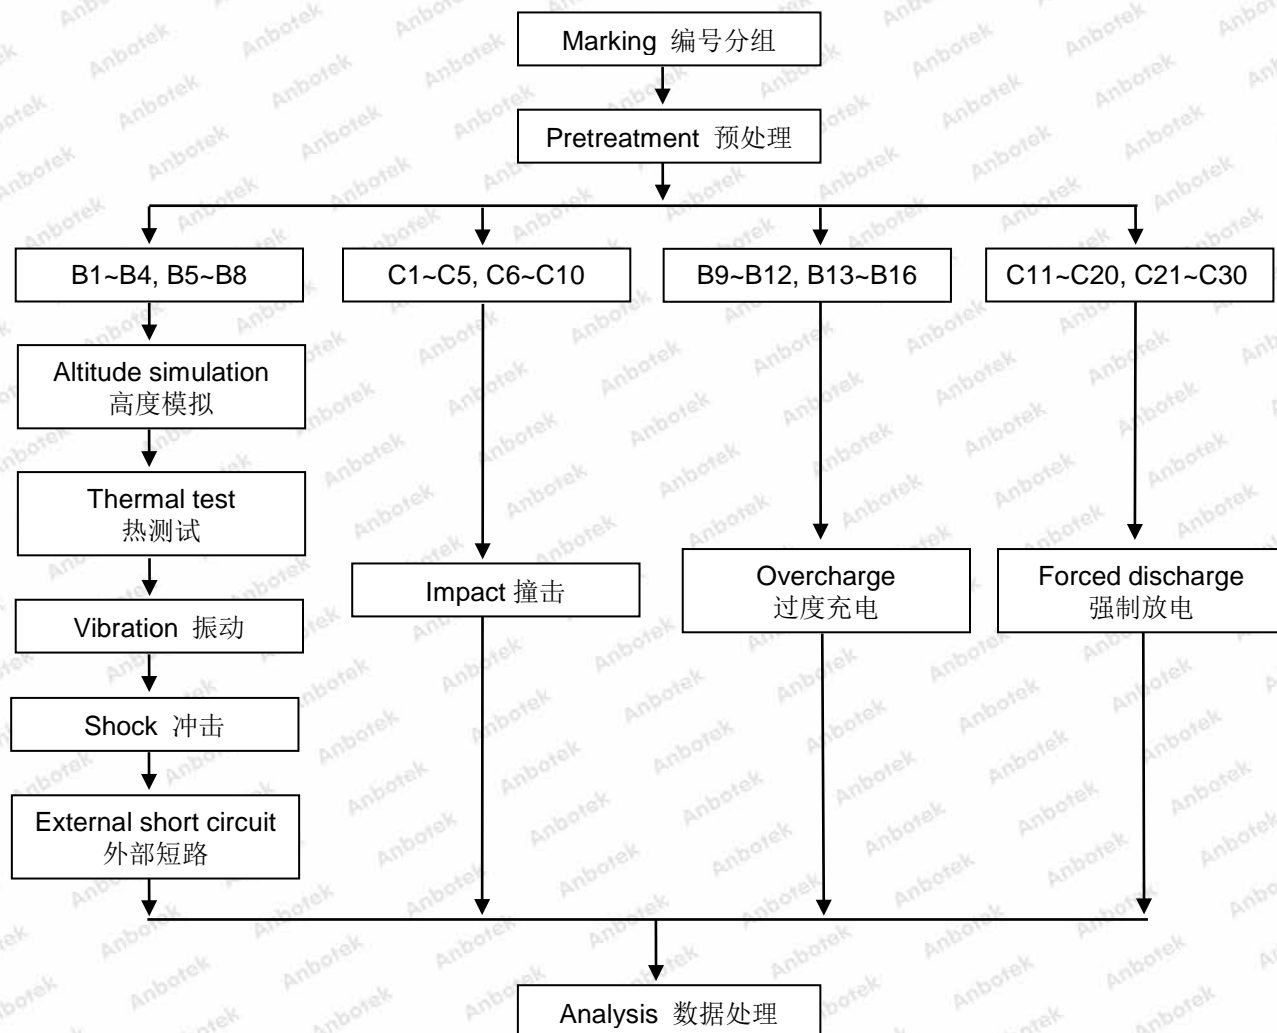 Marking 编号分组
Pretreatment 预处理
B1~B4, B5~B8
C1~C5, C6~C10
B9~B12, B13~B16
C11~C20, C21~C30
Altitude simulation
高度模拟
Thermal test
热测试
Vibration 振动
Shock 冲击
External short circuit
外部短路
Impact 撞击
Overcharge
过度充电
Forced discharge
强制放电
Analysis 数据处理
Anbotek